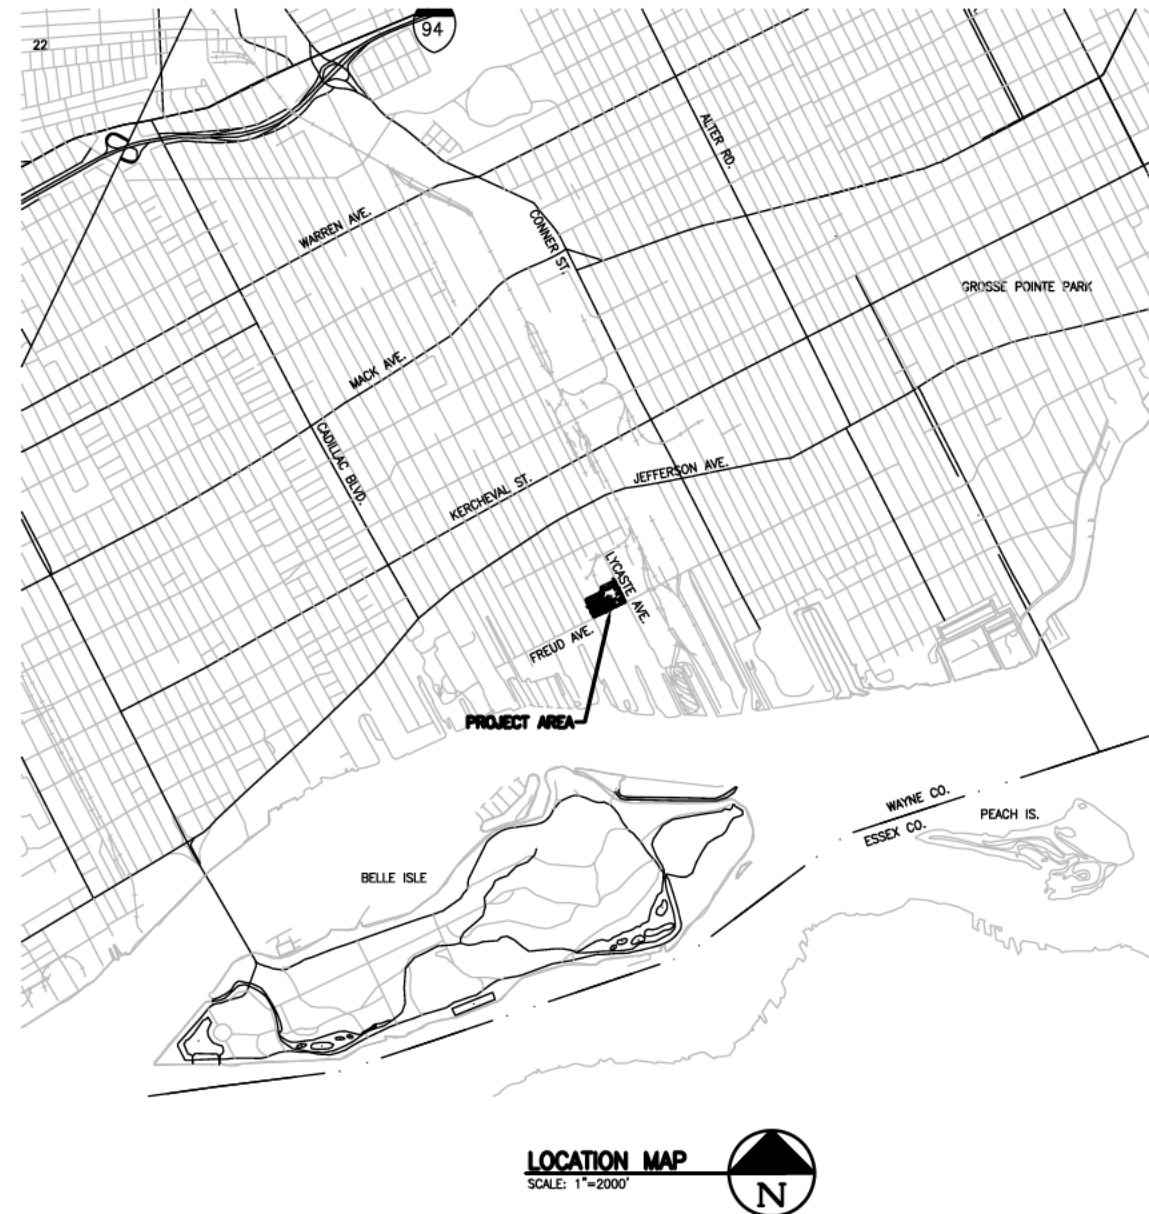 94
22
ALTER RD.
WARREN AVE.
CONNER ST.
GROSSE POINTE PARK
MACK AVE.
CADILLAC BLVD.
JEFFERSON AVE.
KERCHEVAL ST.
LYCASTE AVE.
FREUD AVE.
PROJECT AREA
WAYNE CO.
PEACH IS.
ESSEX CO.
BELLE ISLE
LOCATION MAP
SCALE: 1"=2000'
N